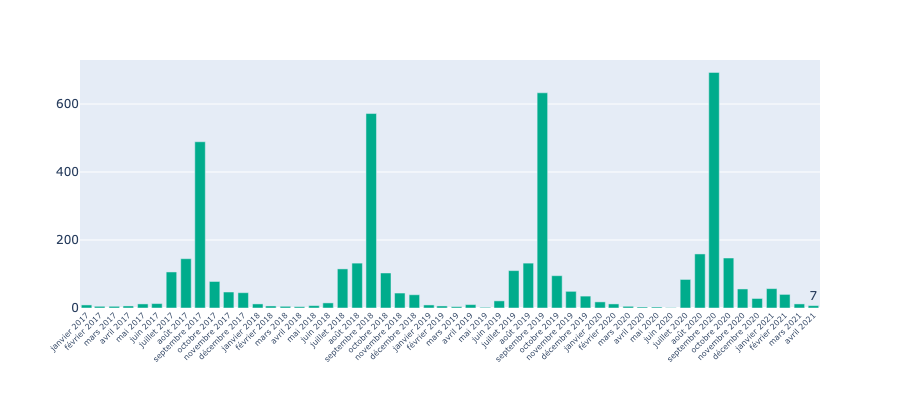 600
400
200
0
7
janvier 2017
février 2017
mars 2017
avril 2017
mai 2017
juin 2017
juillet 2017
août 2017
septembre 2017
octobre 2017
novembre 2017
décembre 2017
janvier 2018
février 2018
mars 2018
avril 2018
mai 2018
juin 2018
juillet 2018
août 2018
septembre 2018
octobre 2018
novembre 2018
décembre 2018
janvier 2019
février 2019
mars 2019
avril 2019
mai 2019
juin 2019
juillet 2019
août 2019
septembre 2019
octobre 2019
novembre 2019
décembre 2019
janvier 2020
février 2020
mars 2020
avril 2020
mai 2020
juin 2020
juillet 2020
août 2020
septembre 2020
octobre 2020
novembre 2020
décembre 2020
janvier 2021
février 2021
mars 2021
avril 2021